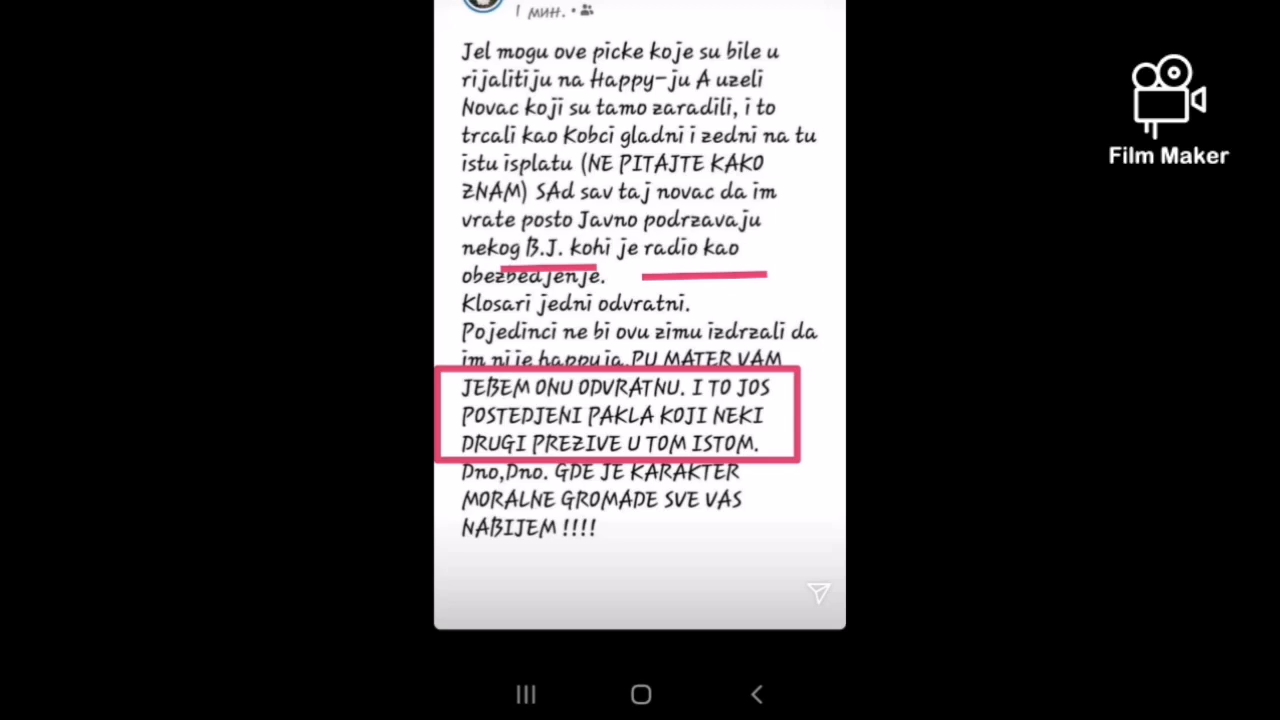 1 мин.
Jel mogu ove picke koje su bile u
rijalitiju na Happy-ju A uzeli
Novac koji su tamo zaradili, i to
trcali kao Kobci gladni i zedni na tu
istu isplatu (NE PITAJTE KAKO
ZNAM) SAd sav taj novac da im
vrate posto Javno podrzavaju
nekog B.J. kohi je radio kao
obezbedjenje.
Klosari jedni odvratni.
Pojedinci ne bi ovu zimu izdrzali da
im nije happyja.PU MATER VAM
JEBEM ONU ODVRATNU. I TO JOS
POSTEDJENI PAKLA KOJI NEKI
DRUGI PREZIVE U TOM ISTOM.
Dno,Dno. GDE JE KARAKTER
MORALNE GROMADE SVE VAS
NABIJEM !!!!
Film Maker